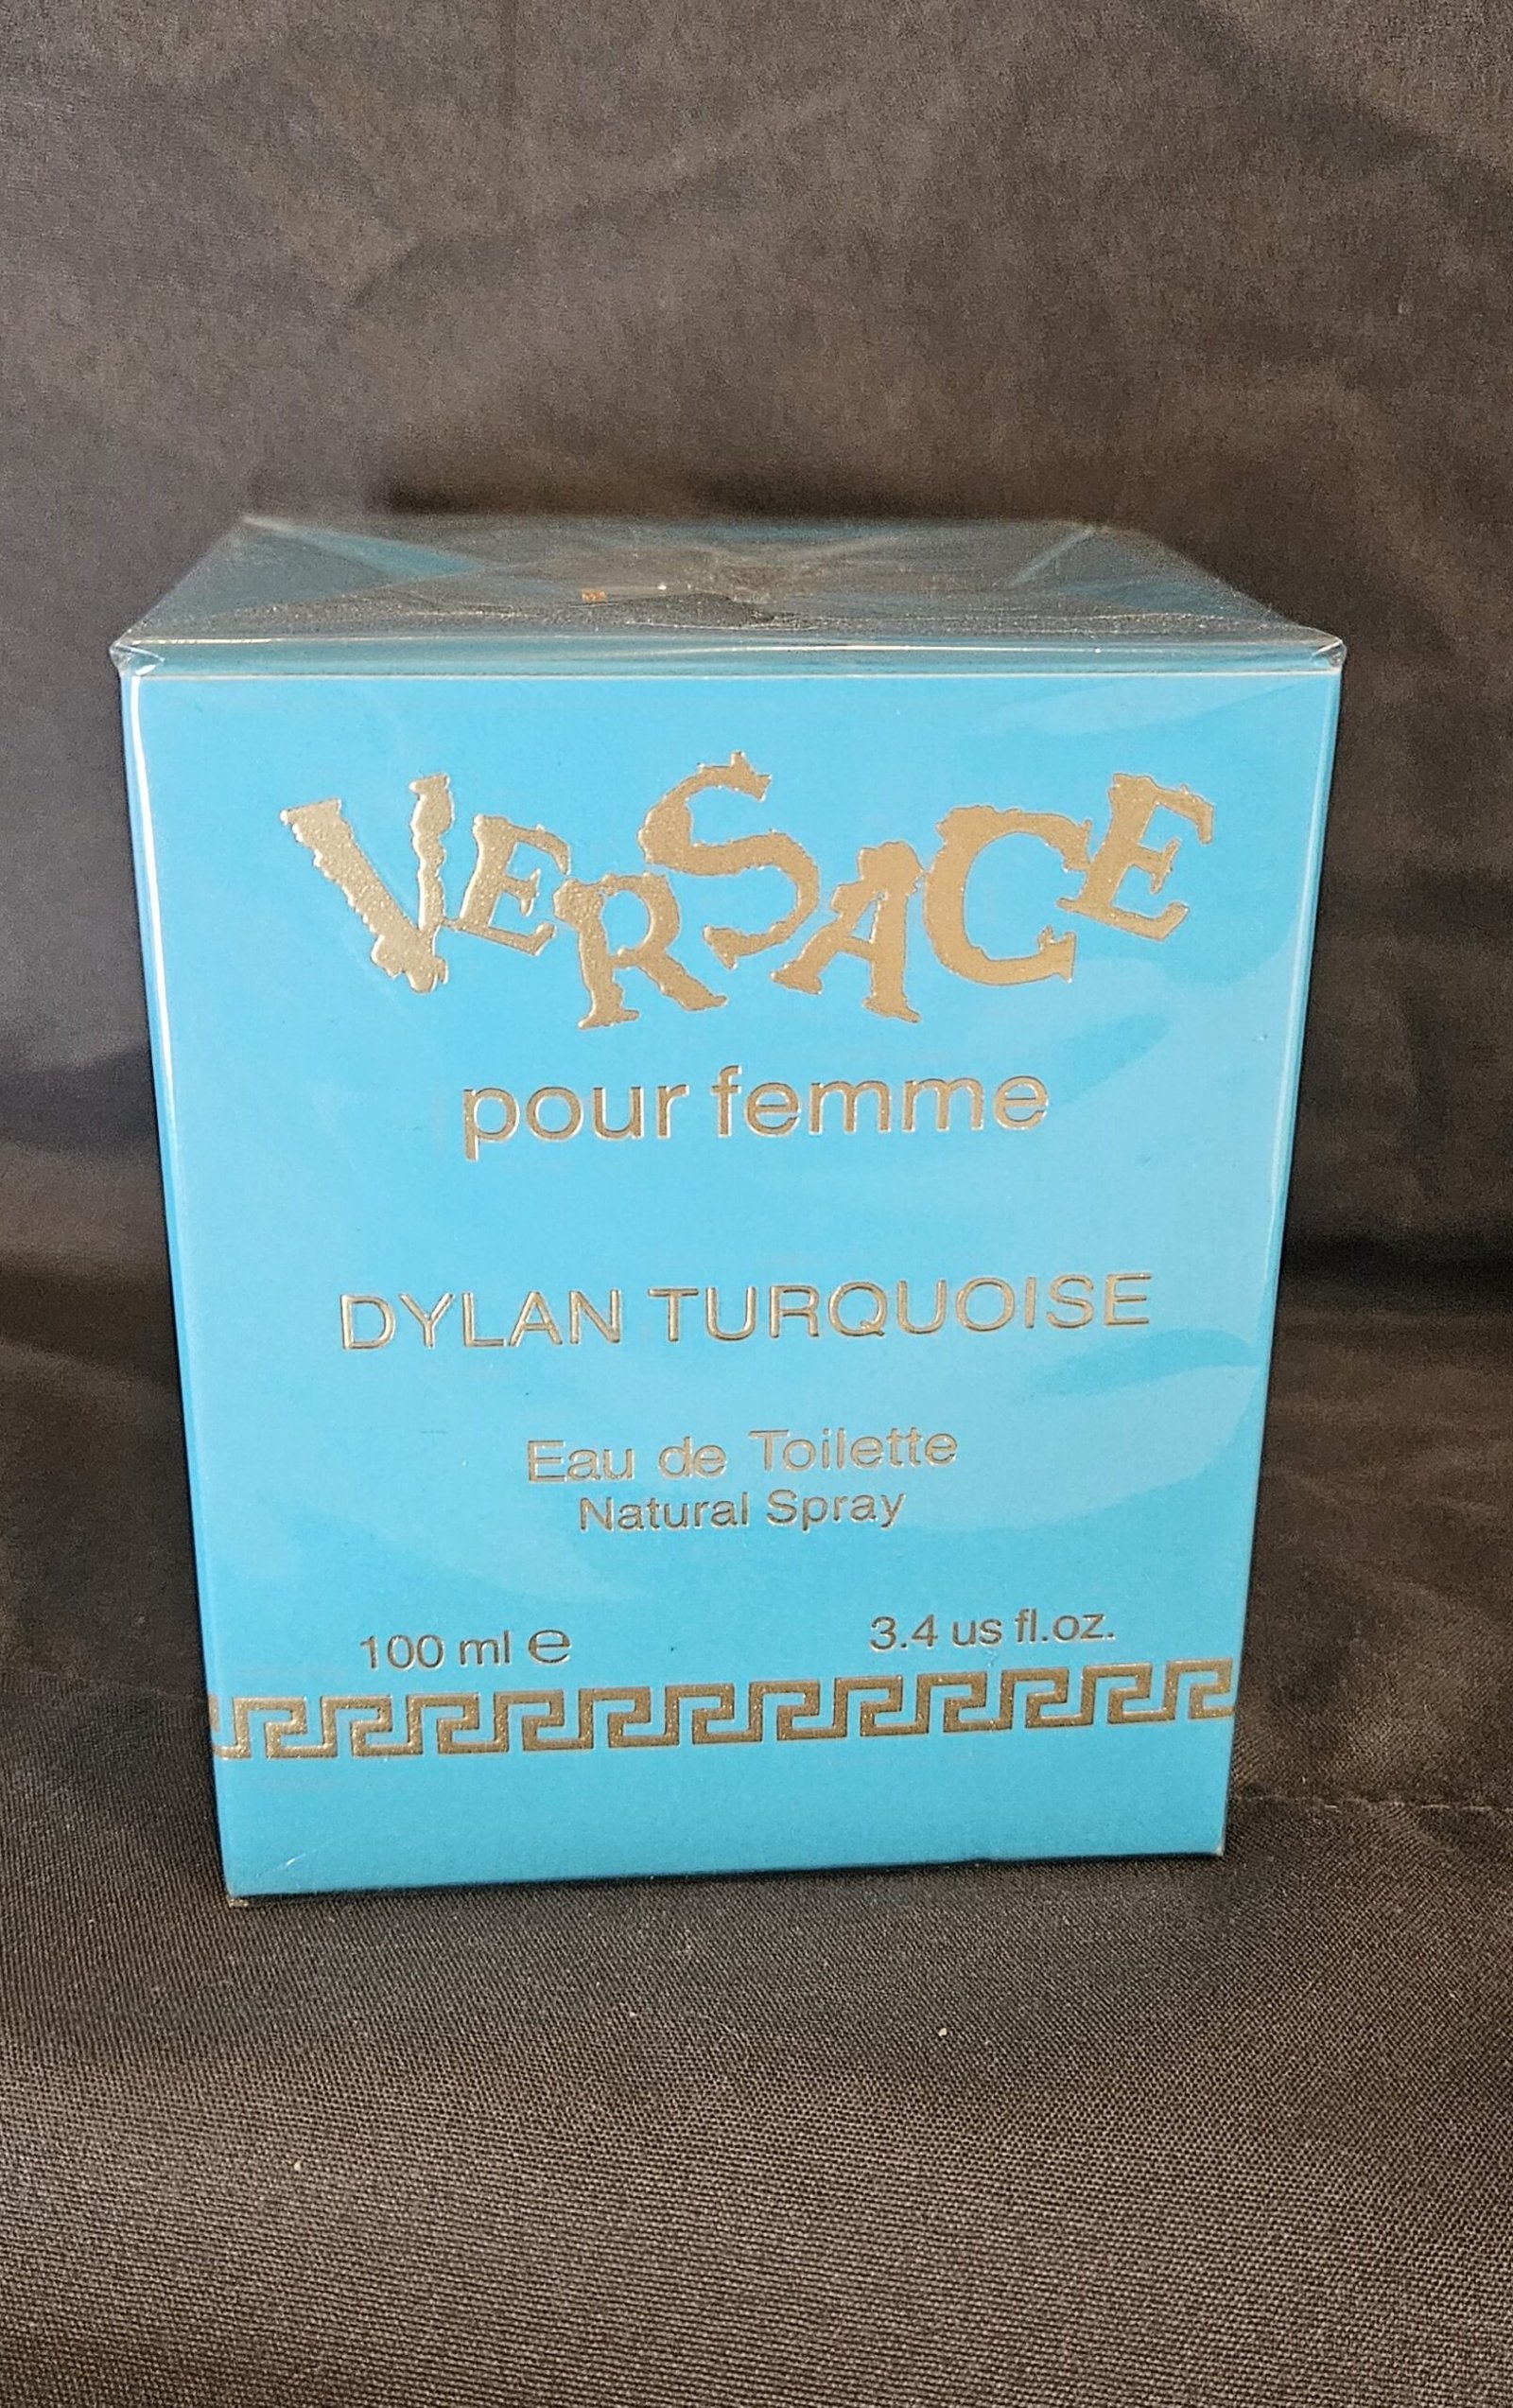 VERSACE
pour femme
DYLAN TURQUOISE
Eau de Toilette
Natural Spray
100 ml ℮
3.4 us fl.oz.